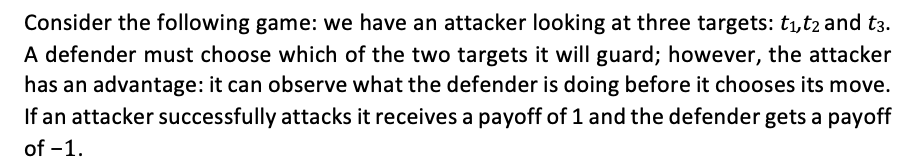 Consider the following game: we have an attacker looking at three targets: t₁,t₂ and t₃.
A defender must choose which of the two targets it will guard; however, the attacker
has an advantage: it can observe what the defender is doing before it chooses its move.
If an attacker successfully attacks it receives a payoff of 1 and the defender gets a payoff
of −1.